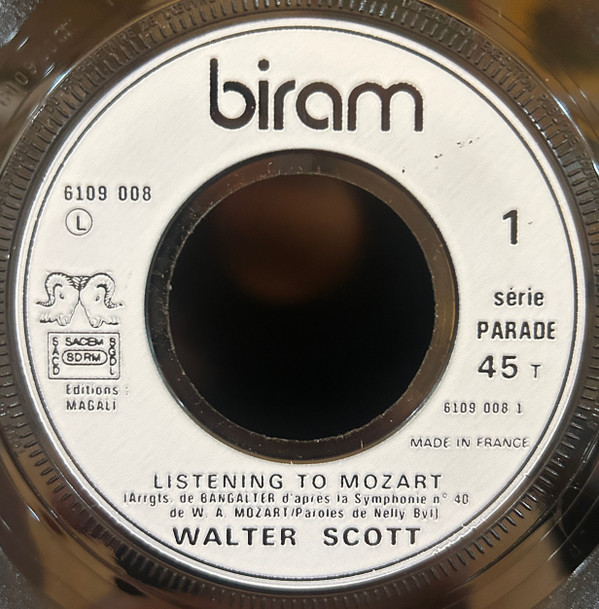 biram
6109 008
L
1
série
PARADE
45 T
SACEM
SACD
SDRM
SGDL
Editions
MAGALI
6109 008 1
MADE IN FRANCE
LISTENING TO MOZART
(Arrgts. de BANGALTER d'après la Symphonie n° 40
de W. A. MOZART/Paroles de Nelly Byl)
WALTER SCOTT